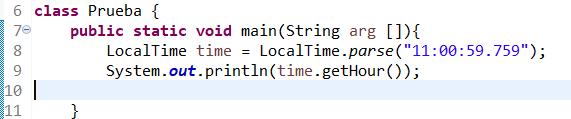 6 class Prueba {
7 public static void main(String arg []){
8 LocalTime time = LocalTime.parse("11:00:59.759");
9 System.out.println(time.getHour());
10
11 }